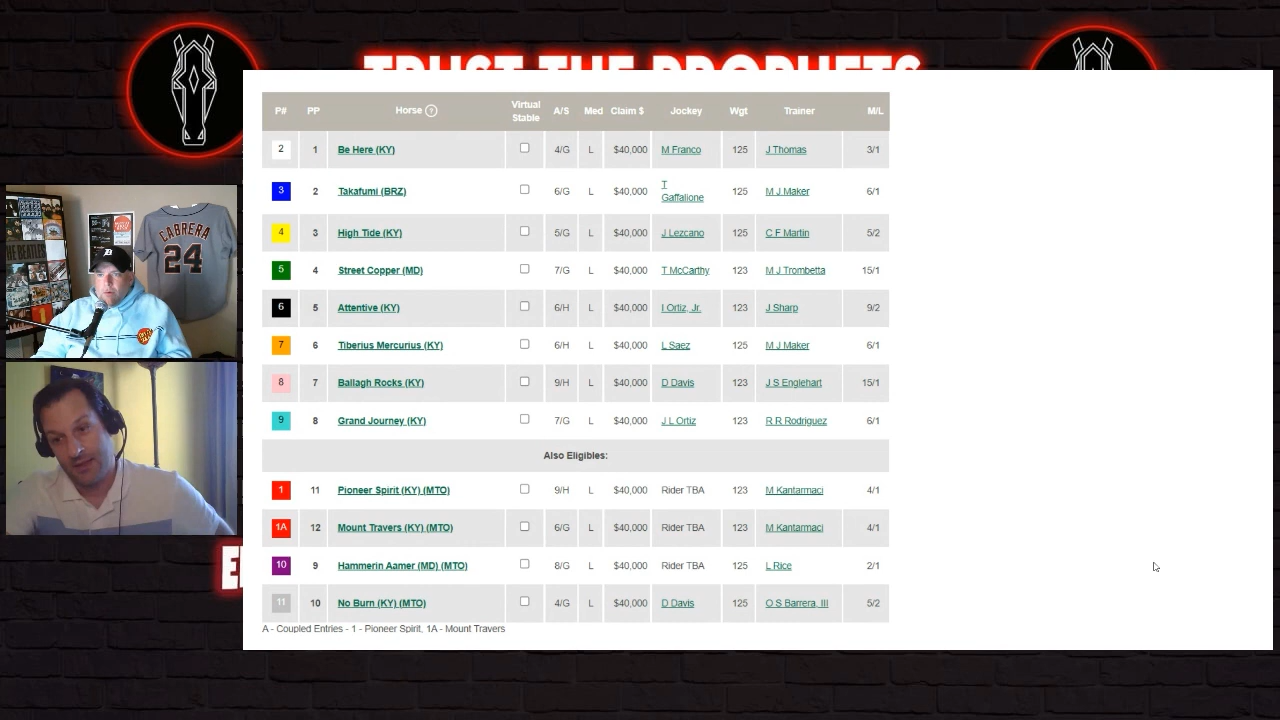 TRUST THE PROPHETS
P# PP Horse ? Virtual Stable A/S Med Claim $ Jockey Wgt Trainer M/L
2 1 Be Here (KY) 4/G L $40,000 M Franco 125 J Thomas 3/1
3 2 Takafumi (BRZ) 6/G L $40,000 T Gaffalione 125 M J Maker 6/1
4 3 High Tide (KY) 5/G L $40,000 J Lezcano 125 C F Martin 5/2
5 4 Street Copper (MD) 7/G L $40,000 T McCarthy 123 M J Trombetta 15/1
6 5 Attentive (KY) 6/H L $40,000 I Ortiz, Jr. 123 J Sharp 9/2
7 6 Tiberius Mercurius (KY) 6/H L $40,000 L Saez 125 M J Maker 6/1
8 7 Ballagh Rocks (KY) 9/H L $40,000 D Davis 123 J S Englehart 15/1
9 8 Grand Journey (KY) 7/G L $40,000 J L Ortiz 123 R R Rodriguez 6/1
Also Eligibles:
1 11 Pioneer Spirit (KY) (MTO) 9/H L $40,000 Rider TBA 123 M Kantarmaci 4/1
1A 12 Mount Travers (KY) (MTO) 6/G L $40,000 Rider TBA 123 M Kantarmaci 4/1
10 9 Hammerin Aamer (MD) (MTO) 8/G L $40,000 Rider TBA 125 L Rice 2/1
11 10 No Burn (KY) (MTO) 4/G L $40,000 D Davis 125 O S Barrera, III 5/2
A - Coupled Entries - 1 - Pioneer Spirit, 1A - Mount Travers
CABRERA
24
THE BEATLES